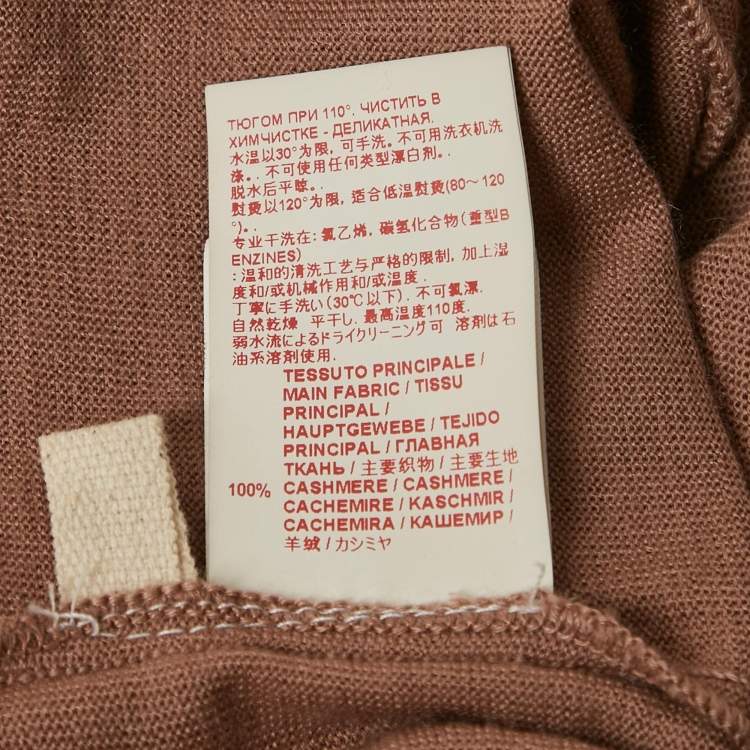 ТЮГОМ ПРИ 110°. ЧИСТИТЬ В
ХИМЧИСТКЕ - ДЕЛИКАТНАЯ.
水温以30°为限, 可手洗。不可用洗衣机洗
涤。. 不可使用任何类型漂白剂。.
脱水后平晾。.
熨烫以120°为限, 适合低温熨烫(80～120
°)。.
专业干洗在: 氯乙烯, 碳氢化合物 (重型B
ENZINES)
: 温和的清洗工艺与严格的限制, 加上湿
度和/或机械作用和/或温度.
丁寧に手洗い (30℃以下). 不可氯漂.
自然乾燥 平干し. 最高温度110度.
弱水流によるドライクリーニング可 溶剤は石
油系溶剤使用.
TESSUTO PRINCIPALE /
MAIN FABRIC / TISSU
PRINCIPAL /
HAUPTGEWEBE / TEJIDO
PRINCIPAL / ГЛАВНАЯ
ТКАНЬ / 主要织物 / 主要生地
100% CASHMERE / CASHMERE /
CACHEMIRE / KASCHMIR /
CACHEMIRA / КАШЕМИР /
羊绒 / カシミヤ